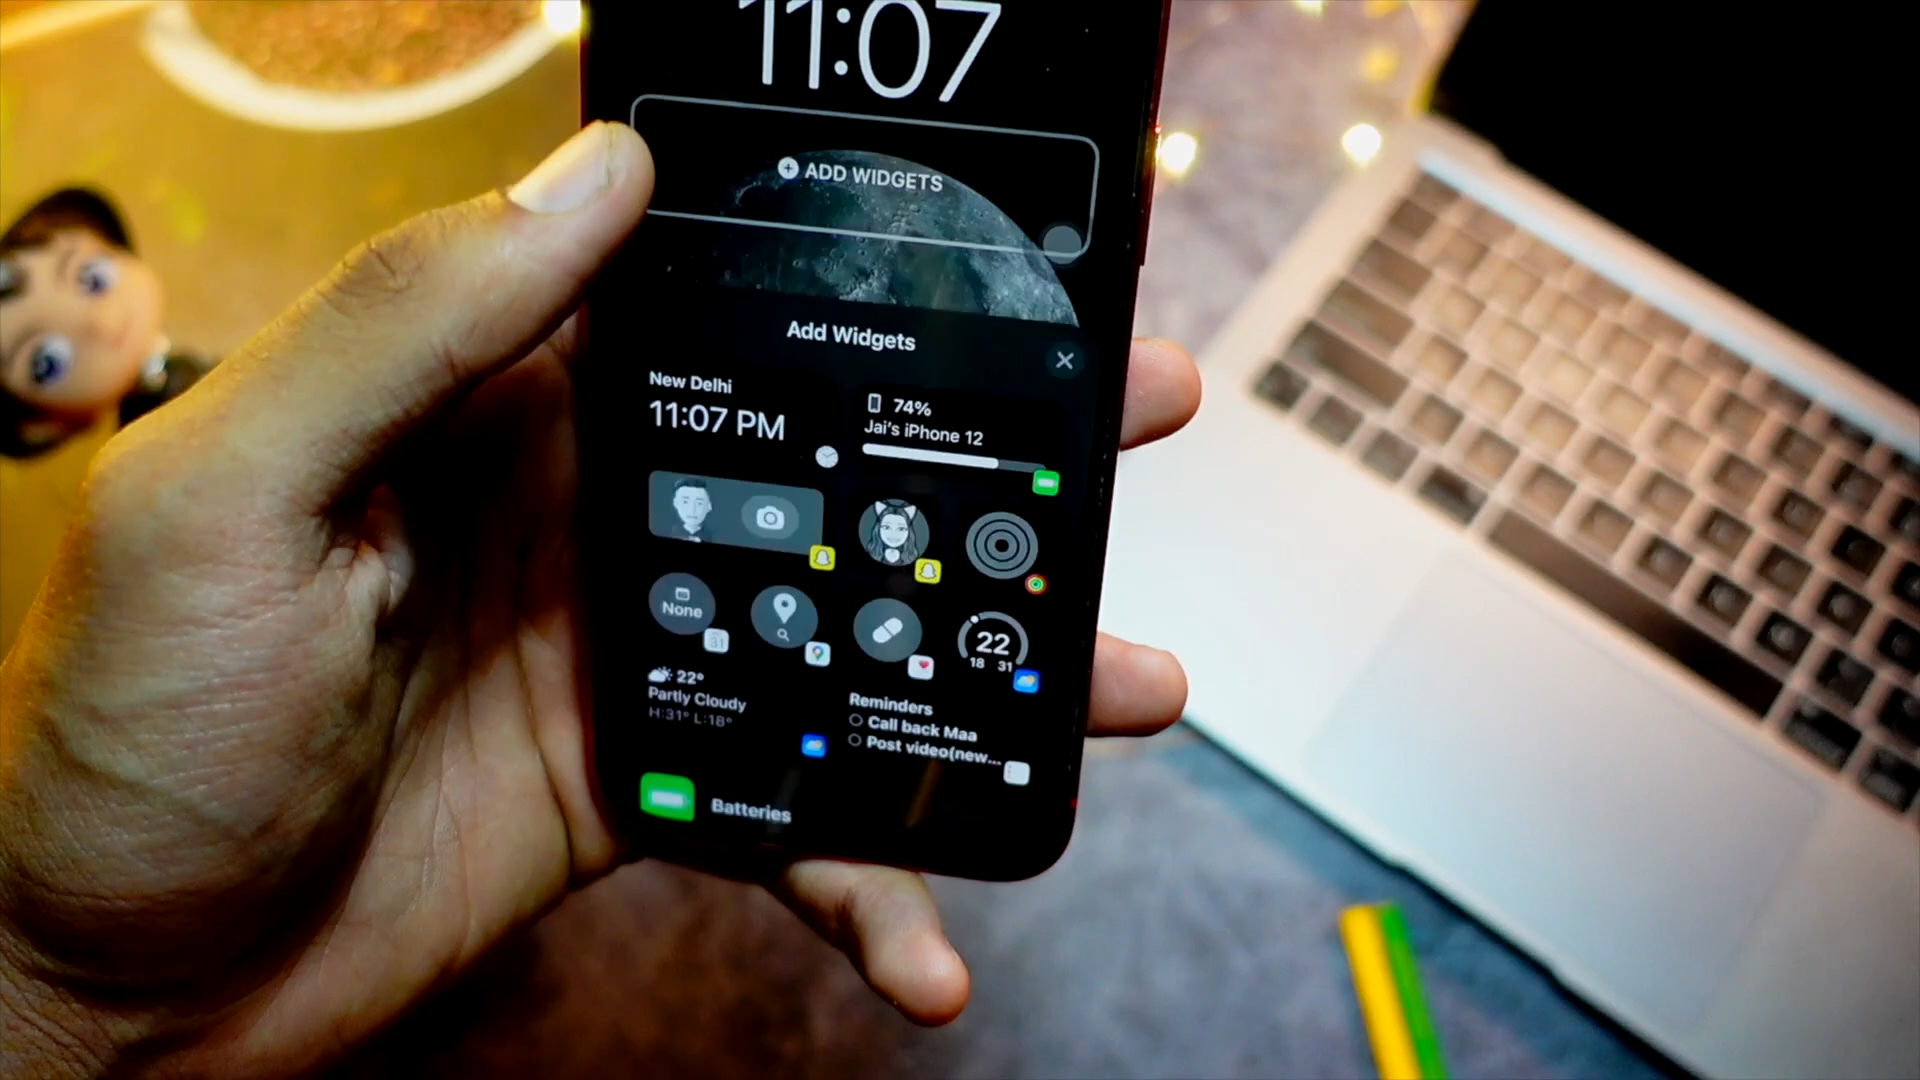 11:07
ADD WIDGETS
Add Widgets
New Delhi
11:07 PM
74%
Jai's iPhone 12
None
31
22
18 31
22°
Partly Cloudy
H:31° L:18°
Reminders
Call back Maa
Post video(new...
Batteries